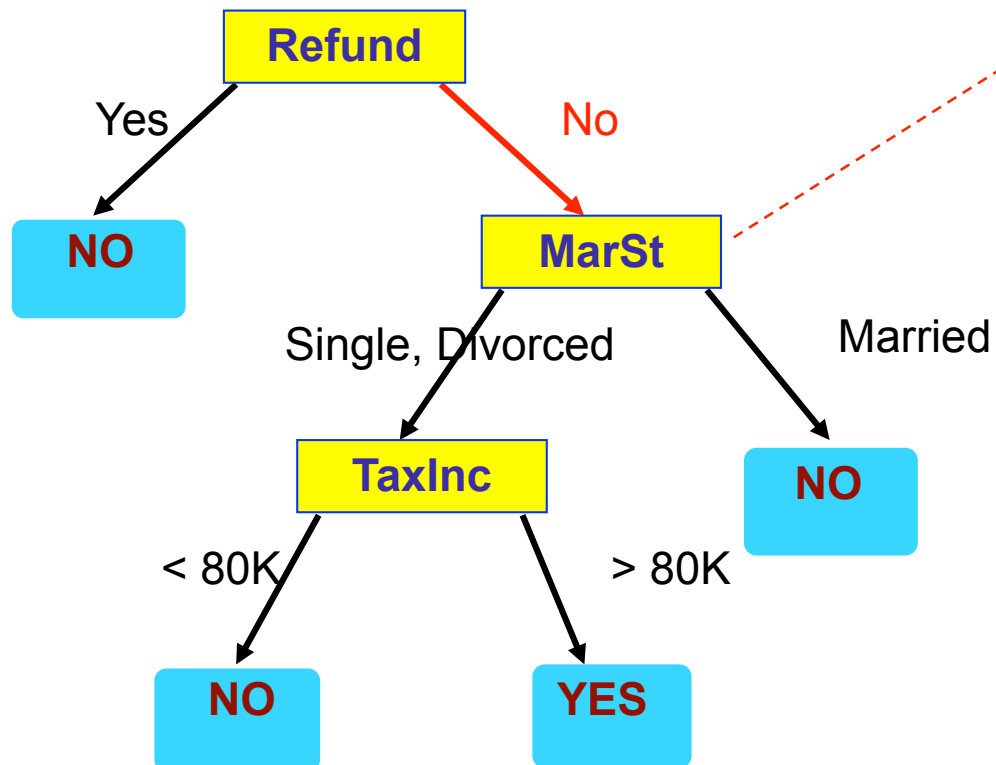 Refund
Yes
No
NO
MarSt
Single, Divorced
Married
TaxInc
NO
< 80K
> 80K
NO
YES